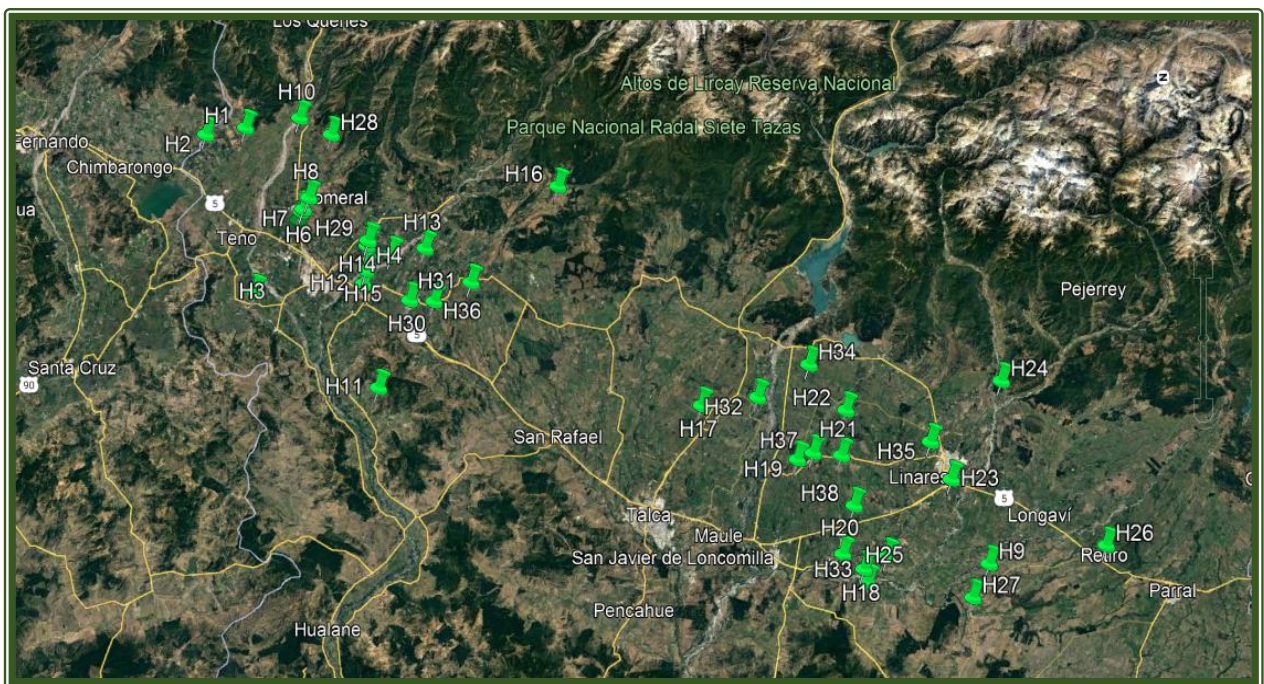 Los Queñes
Altos de Lircay Reserva Nacional
N
H10
H1
H28
Parque Nacional Radal Siete Tazas
H2
Fernando
Chimbarongo
H8
H16
omeral
5
H7
H6
H29
H13
Teno
H14
H4
H12
H31
H3
H15
H36
Pejerrey
H30
5
H34
Santa Cruz
H24
90
H11
H32
H22
H17
H21
San Rafael
H37
H35
H19
Linares
H23
H38
5
Talca
Longaví
H20
Maule
H26
San Javier de Loncomilla
H25
H9
Retiro
H33
H18
H27
Parral
Pencahue
Hualane